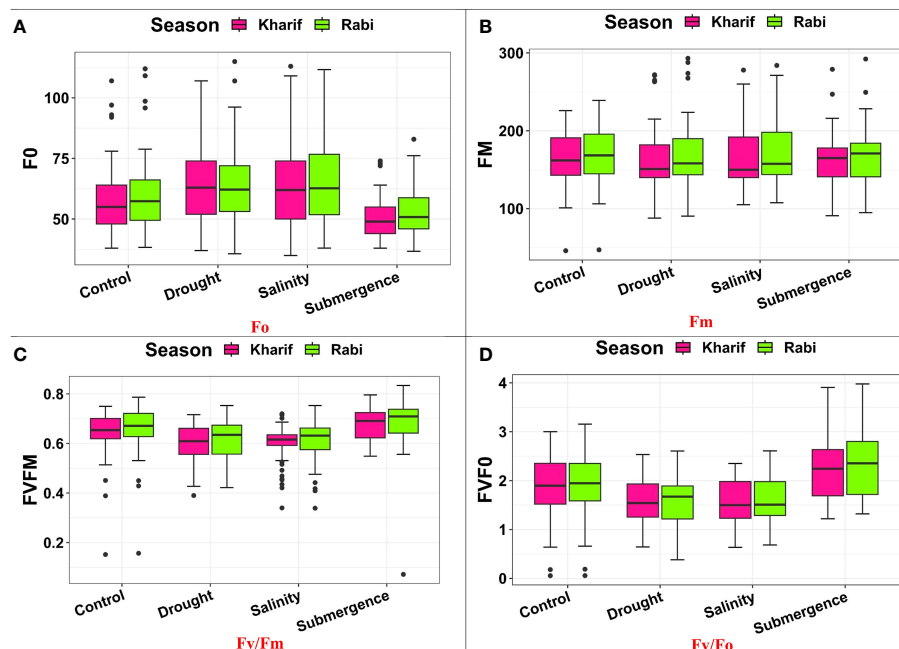 A
Season Kharif Rabi
F0
100
75
50
Control Drought Salinity Submergence
Fo
B
Season Kharif Rabi
FM
300
200
100
Control Drought Salinity Submergence
Fm
C
Season Kharif Rabi
FVFM
0.8
0.6
0.4
0.2
Control Drought Salinity Submergence
Fv/Fm
D
Season Kharif Rabi
FVF0
4
3
2
1
0
Control Drought Salinity Submergence
Fv/Fo